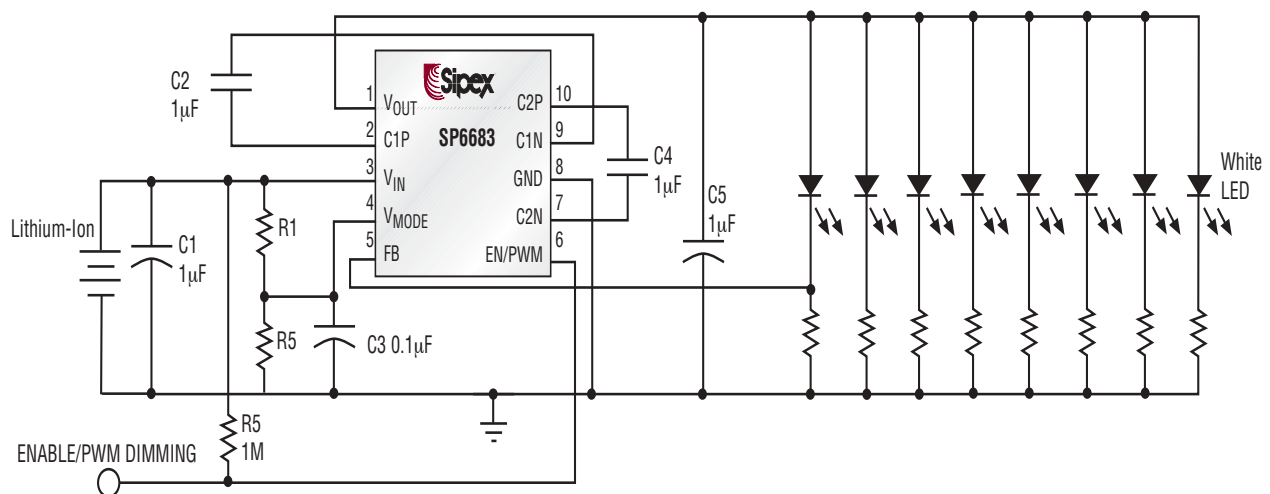 C2
1µF
Sipex
SP6683
1
VOUT
2
C1P
3
VIN
4
VMODE
5
FB
10
C2P
9
C1N
8
GND
7
C2N
6
EN/PWM
C4
1µF
C5
1µF
White
LED
Lithium-Ion
C1
1µF
R1
R5
C3 0.1µF
R5
1M
ENABLE/PWM DIMMING